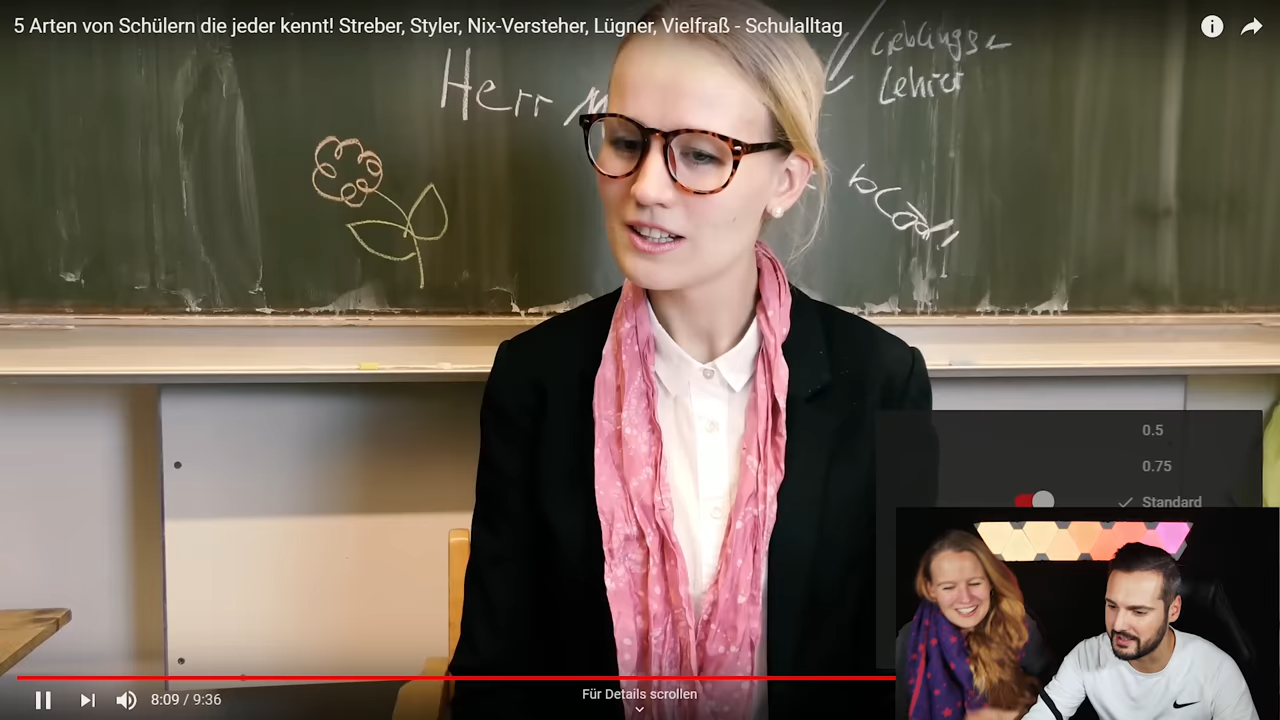 5 Arten von Schülern die jeder kennt! Streber, Styler, Nix-Versteher, Lügner, Vielfraß - Schulalltag
Herr
Lehrer
0.5
0.75
Standard
8:09 / 9:36
Für Details scrollen